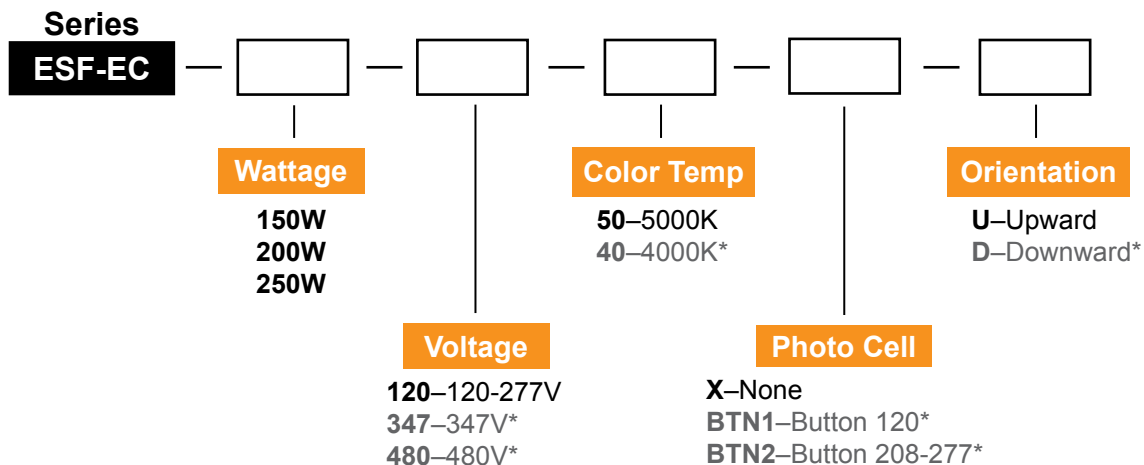 Series
ESF-EC
Wattage
150W
200W
250W
Voltage
120–120-277V
347–347V*
480–480V*
Color Temp
50–5000K
40–4000K*
Photo Cell
X–None
BTN1–Button 120*
BTN2–Button 208-277*
Orientation
U–Upward
D–Downward*